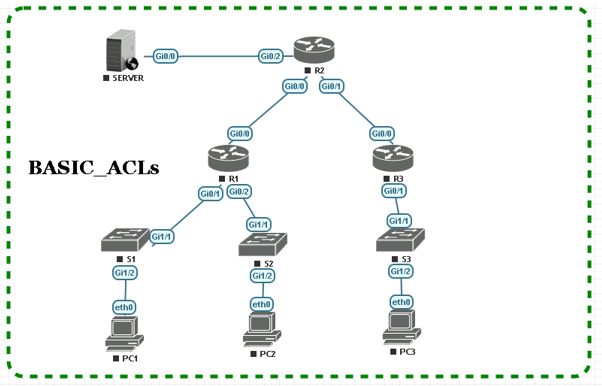 Gi0/0
Gi0/2
SERVER
R2
Gi0/0
Gi0/1
Gi0/0
Gi0/0
BASIC_ACLs
R1
R3
Gi0/1
Gi0/2
Gi0/1
Gi1/1
Gi1/1
Gi1/1
S1
S2
S3
Gi1/2
Gi1/2
Gi1/2
eth0
eth0
eth0
PC1
PC2
PC3